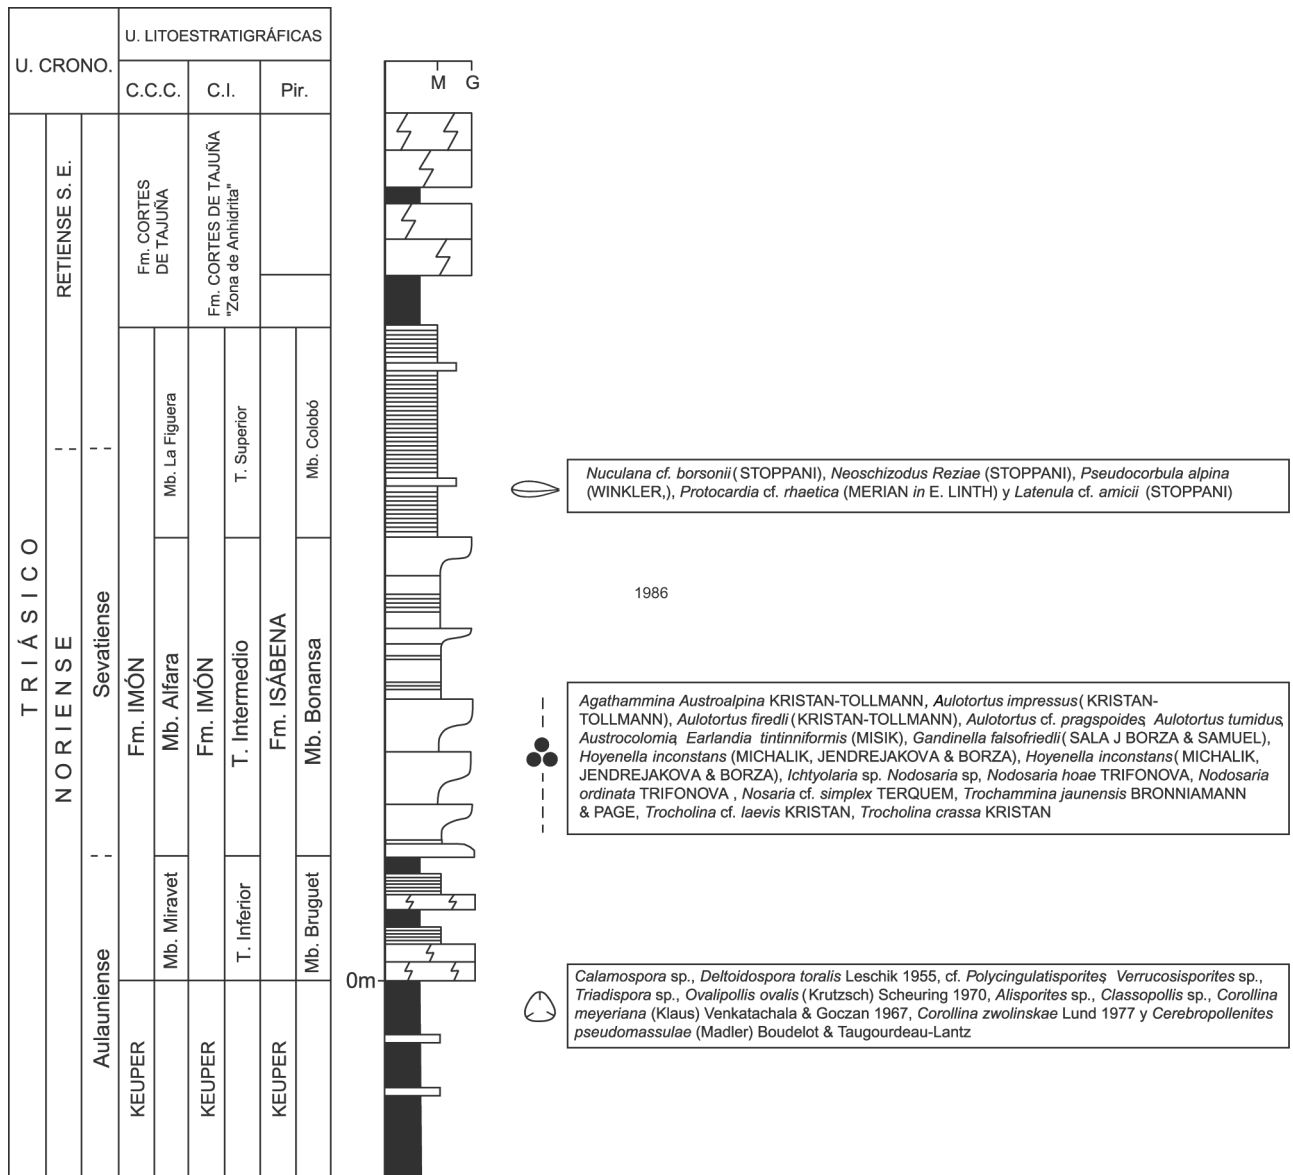 U. CRONO.
U. LITOESTRATIGRÁFICAS
C.C.C.
C.I.
Pir.
M G
TRIÁSICO
RETIENSE S. E.
NORIENSE
Sevatiense
Aulauniense
Fm. CORTES
DE TAJUÑA
Fm. CORTES DE TAJUÑA
"Zona de Anhidrita"
Mb. La Figuera
T. Superior
Mb. Colobó
Fm. IMÓN
Mb. Alfara
Fm. IMÓN
T. Intermedio
Fm. ISÁBENA
Mb. Bonansa
Mb. Miravet
T. Inferior
Mb. Bruguet
KEUPER
KEUPER
KEUPER
0m
Nuculana cf. borsonii (STOPPANI), Neoschizodus Reziae (STOPPANI), Pseudocorbula alpina
(WINKLER,), Protocardia cf. rhaetica (MERIAN in E. LINTH) y Latenula cf. amicii (STOPPANI)
1986
Agathammina Austroalpina KRISTAN-TOLLMANN, Aulotortus impressus (KRISTAN-
TOLLMANN), Aulotortus firedli (KRISTAN-TOLLMANN), Aulotortus cf. pragspoides, Aulotortus tumidus,
Austrocolomia, Earlandia tintinniformis (MISIK), Gandinella falsofriedli (SALA J BORZA & SAMUEL),
Hoyenella inconstans (MICHALIK, JENDREJAKOVA & BORZA), Hoyenella inconstans (MICHALIK,
JENDREJAKOVA & BORZA), Ichtyolaria sp. Nodosaria sp, Nodosaria hoae TRIFONOVA, Nodosaria
ordinata TRIFONOVA , Nosaria cf. simplex TERQUEM, Trochammina jaunensis BRONNIAMANN
& PAGE, Trocholina cf. laevis KRISTAN, Trocholina crassa KRISTAN
Calamospora sp., Deltoidospora toralis Leschik 1955, cf. Polycingulatisporites, Verrucosisporites sp.,
Triadispora sp., Ovalipollis ovalis (Krutzsch) Scheuring 1970, Alisporites sp., Classopollis sp., Corollina
meyeriana (Klaus) Venkatachala & Goczan 1967, Corollina zwolinskae Lund 1977 y Cerebropollenites
pseudomassulae (Madler) Boudelot & Taugourdeau-Lantz